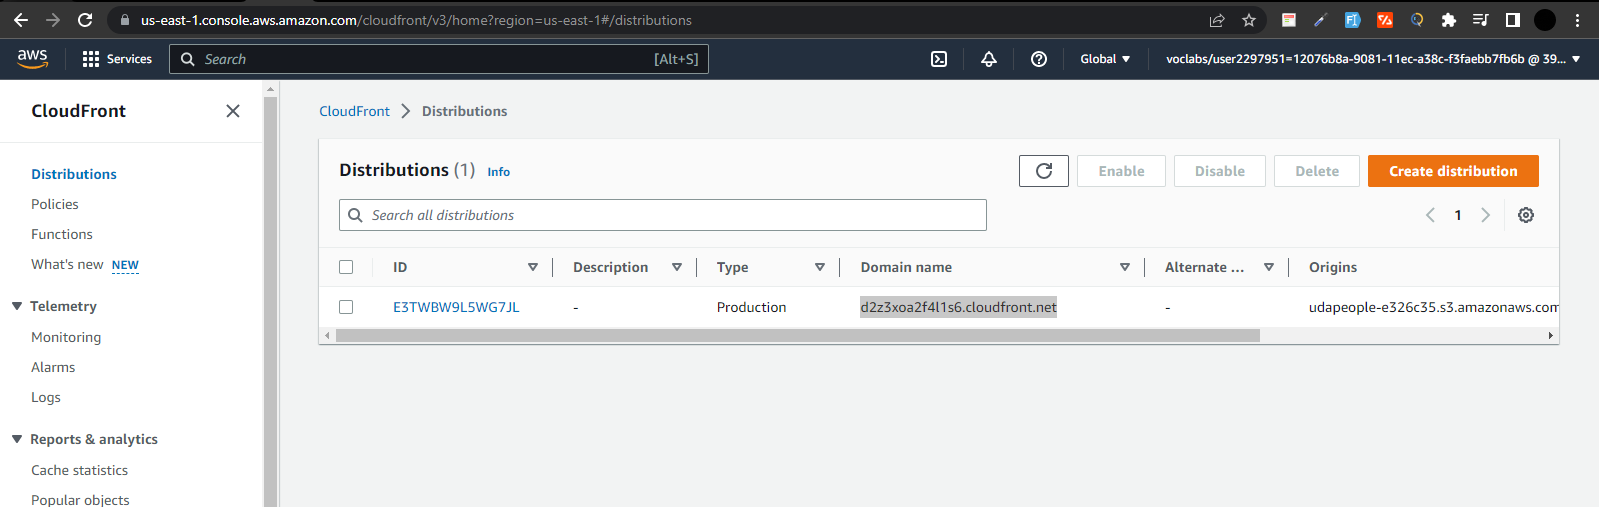 us-east-1.console.aws.amazon.com/cloudfront/v3/home?region=us-east-1#/distributions
aws Services Search [Alt+S] Global voclabs/user2297951=12076b8a-9081-11ec-a38c-f3faebb7fb6b @ 39...
CloudFront
Distributions
Policies
Functions
What's new NEW
Telemetry
Monitoring
Alarms
Logs
Reports & analytics
Cache statistics
Popular objects
CloudFront > Distributions
Distributions (1) Info
Enable Disable Delete Create distribution
Search all distributions
1
ID Description Type Domain name Alternate ... Origins
E3TWBW9L5WG7JL - Production d2z3xoa2f4l1s6.cloudfront.net - udapeople-e326c35.s3.amazonaws.com